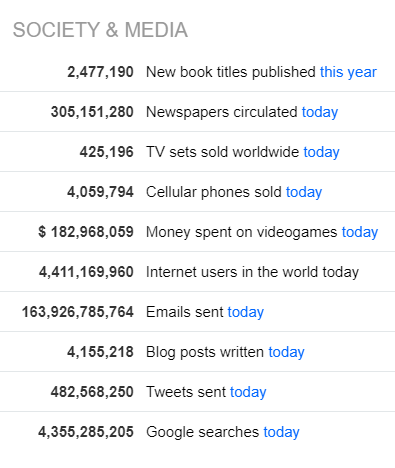 SOCIETY & MEDIA
2,477,190 New book titles published this year
305,151,280 Newspapers circulated today
425,196 TV sets sold worldwide today
4,059,794 Cellular phones sold today
$ 182,968,059 Money spent on videogames today
4,411,169,960 Internet users in the world today
163,926,785,764 Emails sent today
4,155,218 Blog posts written today
482,568,250 Tweets sent today
4,355,285,205 Google searches today